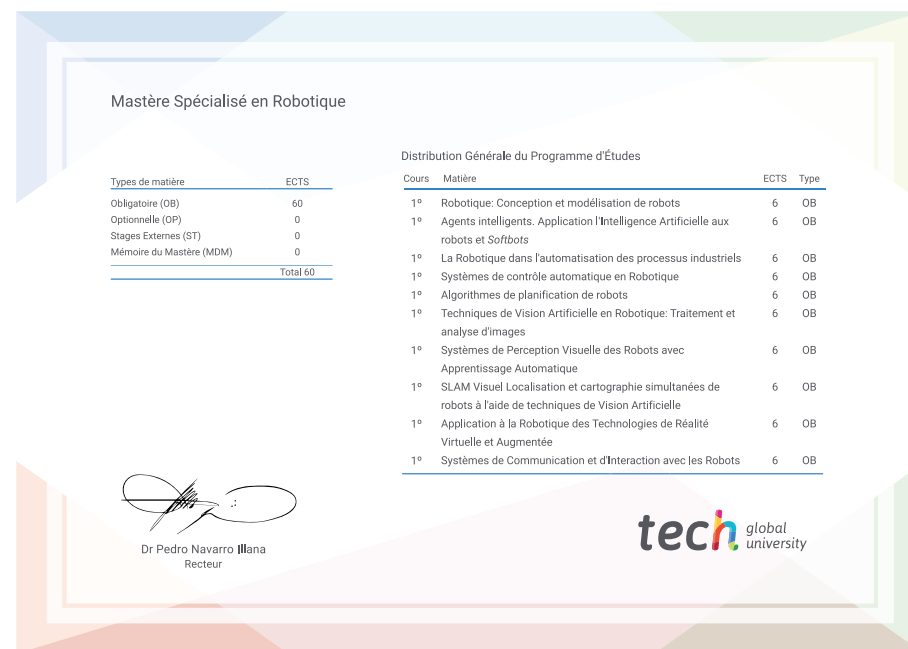 Mastère Spécialisé en Robotique
Types de matière ECTS
Obligatoire (OB) 60
Optionnelle (OP) 0
Stages Externes (ST) 0
Mémoire du Mastère (MDM) 0
Total 60
Distribution Générale du Programme d'Études
Cours Matière ECTS Type
1º Robotique: Conception et modélisation de robots 6 OB
1º Agents intelligents. Application l'Intelligence Artificielle aux 6 OB
robots et Softbots
1º La Robotique dans l'automatisation des processus industriels 6 OB
1º Systèmes de contrôle automatique en Robotique 6 OB
1º Algorithmes de planification de robots 6 OB
1º Techniques de Vision Artificielle en Robotique: Traitement et 6 OB
analyse d'images
1º Systèmes de Perception Visuelle des Robots avec 6 OB
Apprentissage Automatique
1º SLAM Visuel Localisation et cartographie simultanées de 6 OB
robots à l'aide de techniques de Vision Artificielle
1º Application à la Robotique des Technologies de Réalité 6 OB
Virtuelle et Augmentée
1º Systèmes de Communication et d'Interaction avec les Robots 6 OB
Dr Pedro Navarro Illana
Recteur
tech global
university